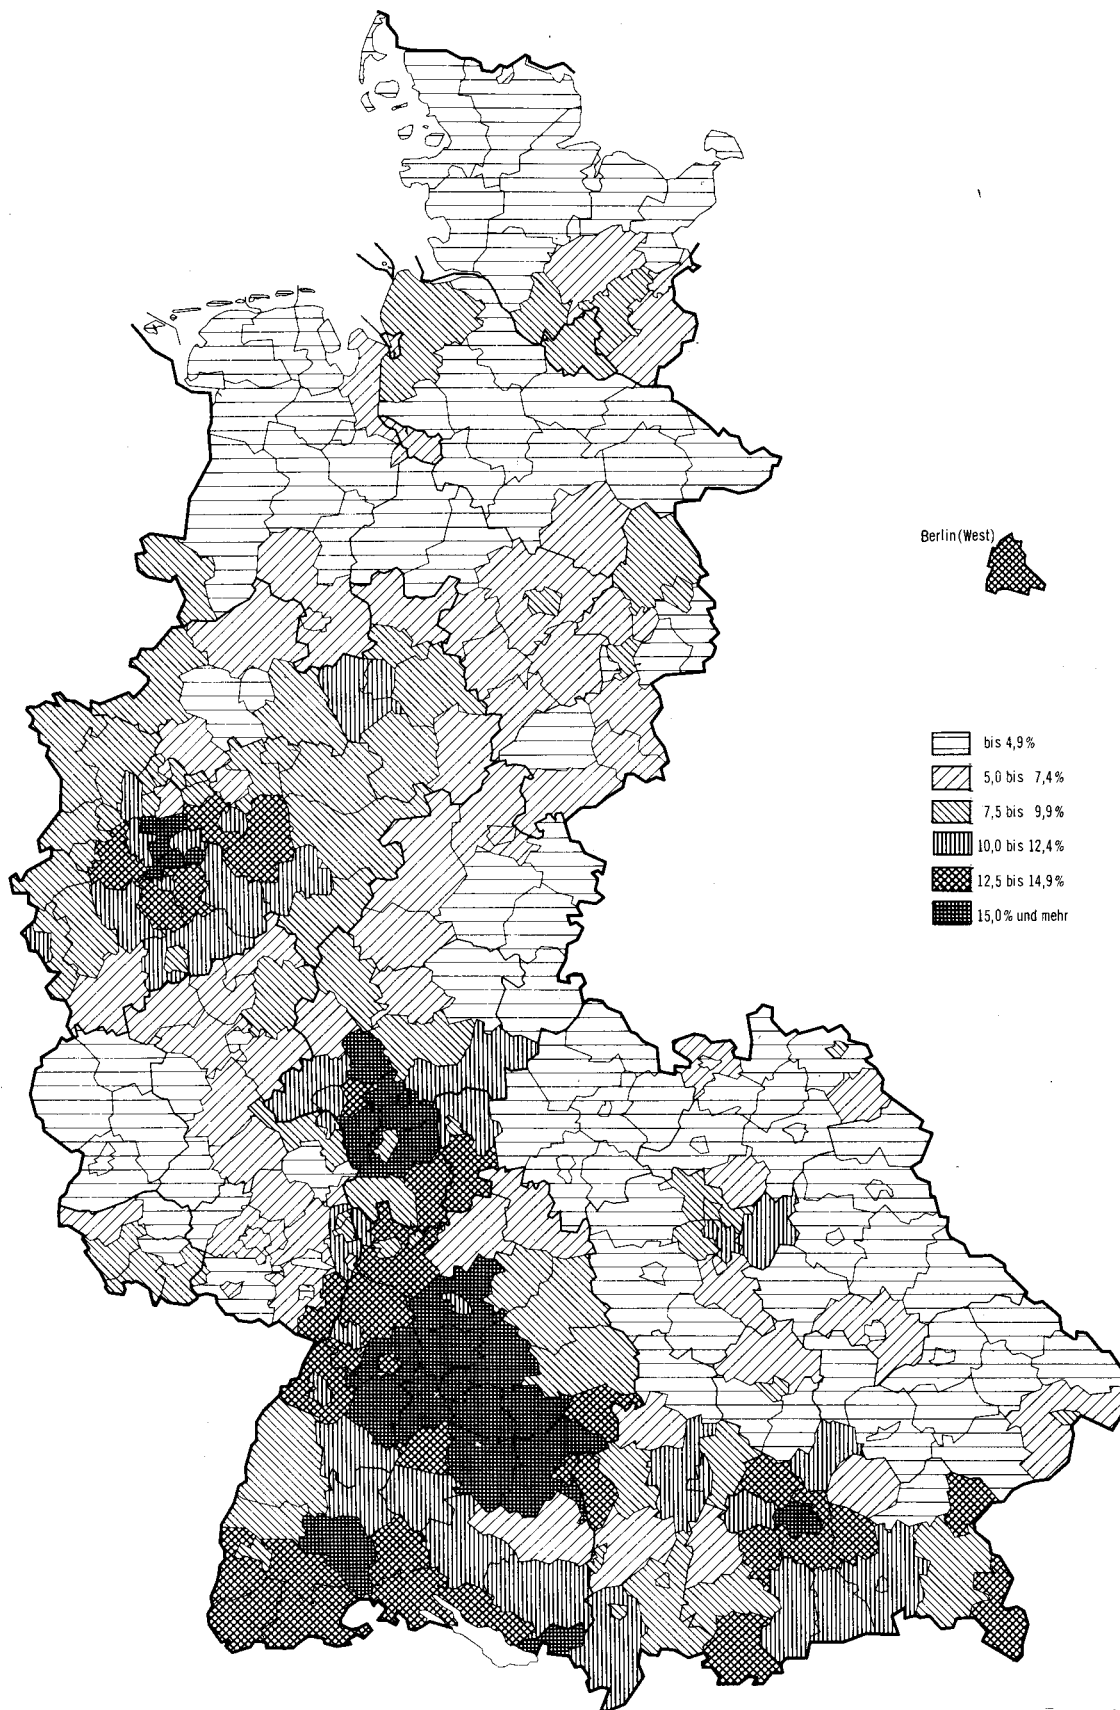 Berlin (West)
bis 4,9%
5,0 bis 7,4%
7,5 bis 9,9%
10,0 bis 12,4%
12,5 bis 14,9%
15,0% und mehr